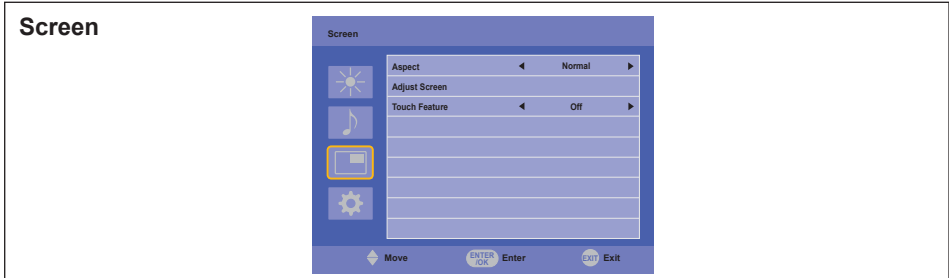 Screen
Screen
Aspect Normal
Adjust Screen
Touch Feature Off
Move ENTER /OK Enter EXIT Exit